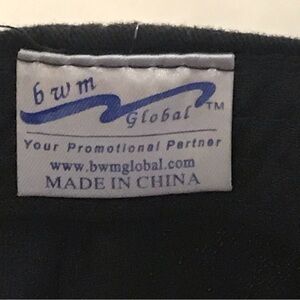 bwm
Global™
Your Promotional Partner
www.bwmglobal.com
MADE IN CHINA